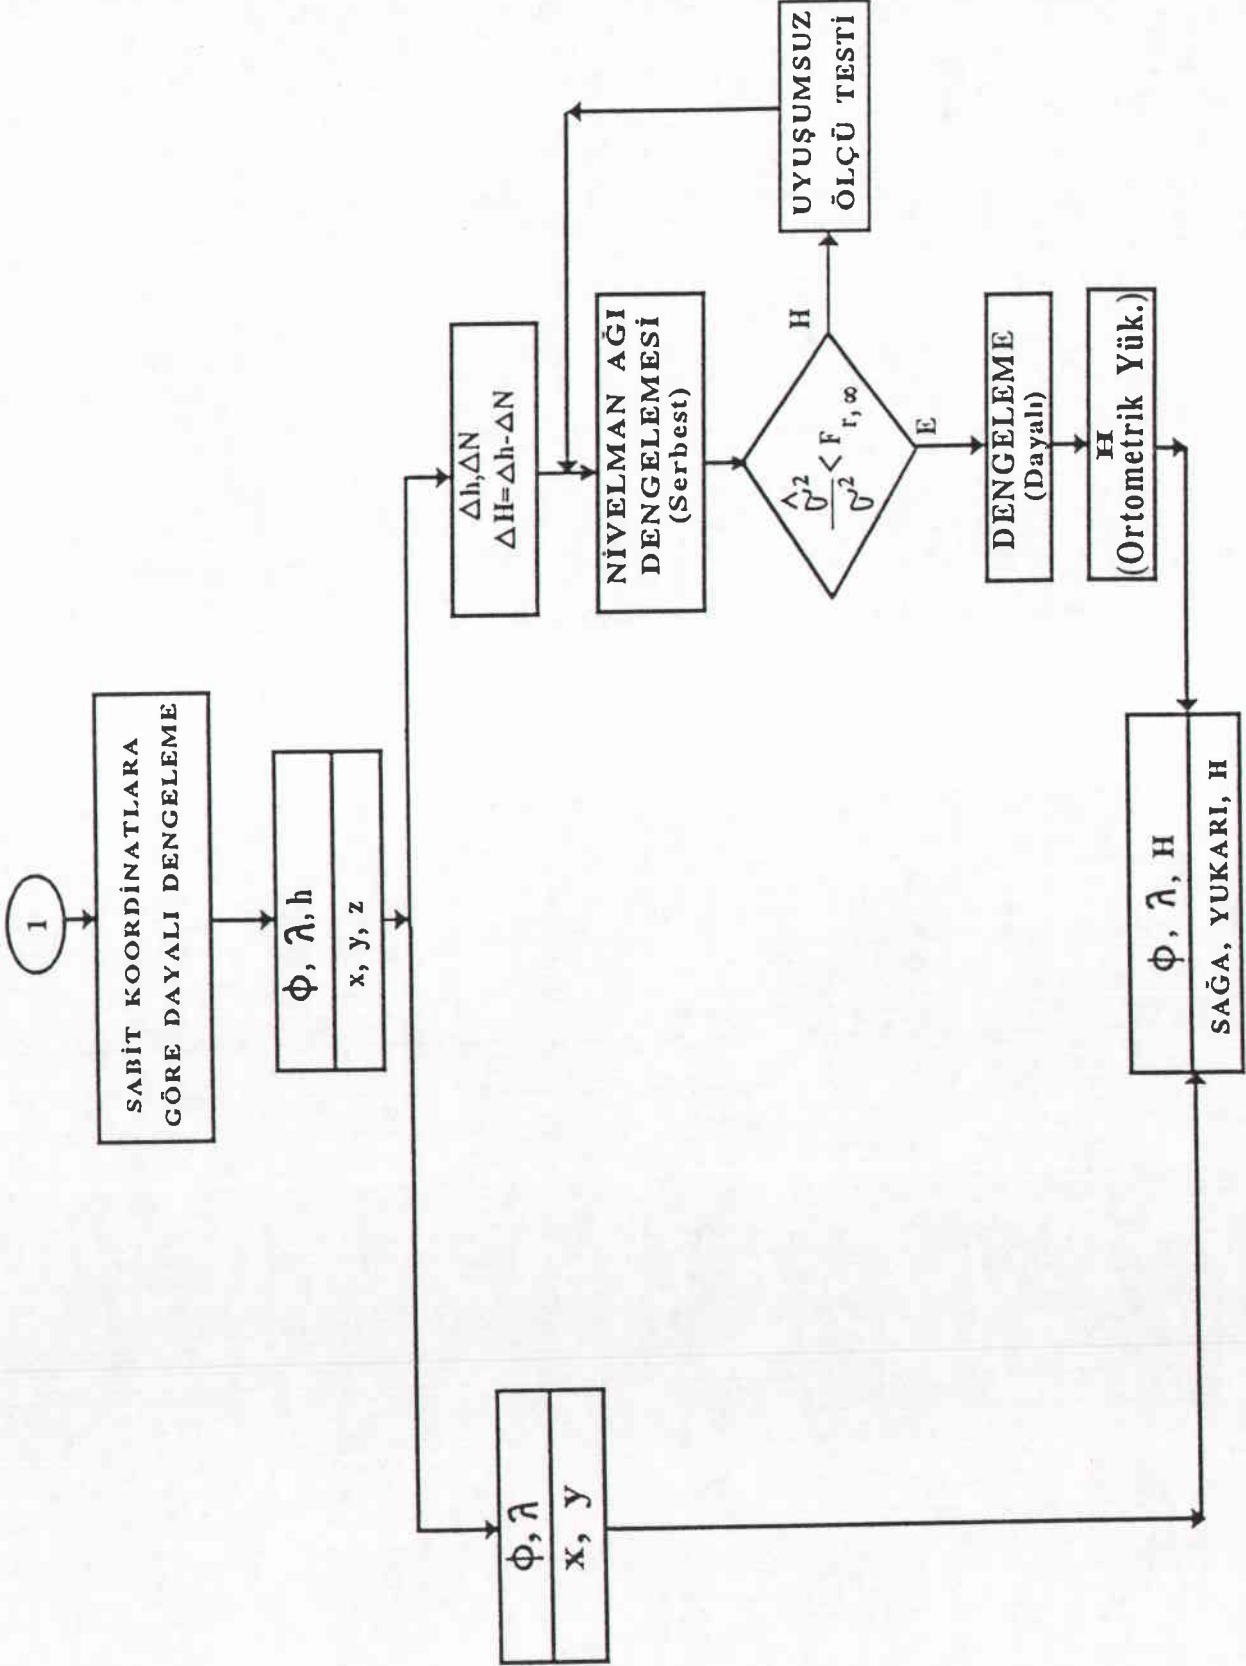 1
SABİT KOORDİNATLARA
GÖRE DAYALI DENGELEME
ϕ, λ, h
x, y, z
ϕ, λ
x, y
Δh,ΔN
ΔH=Δh-ΔN
NİVELMAN AĞI
DENGELEMESİ
(Serbest)
σ̂²/σ² < F r, ∞
H
UYUŞUMSUZ
ÖLÇÜ TESTİ
E
DENGELEME
(Dayalı)
H
(Ortometrik Yük.)
ϕ, λ, H
SAĞA, YUKARI, H